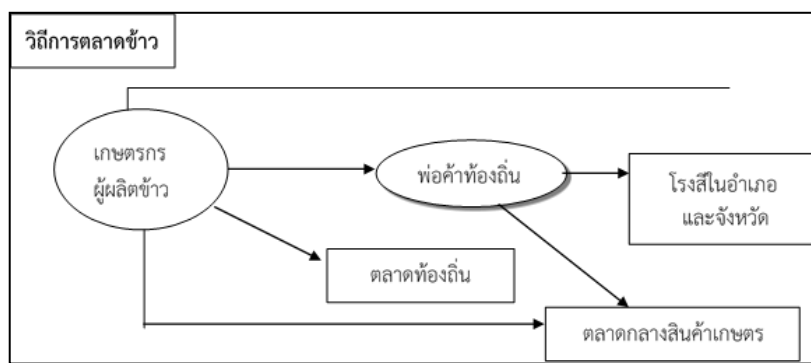 วิถีการตลาดข้าว
เกษตรกร
ผู้ผลิตข้าว
พ่อค้าท้องถิ่น
โรงสีในอำเภอ
และจังหวัด
ตลาดท้องถิ่น
ตลาดกลางสินค้าเกษตร